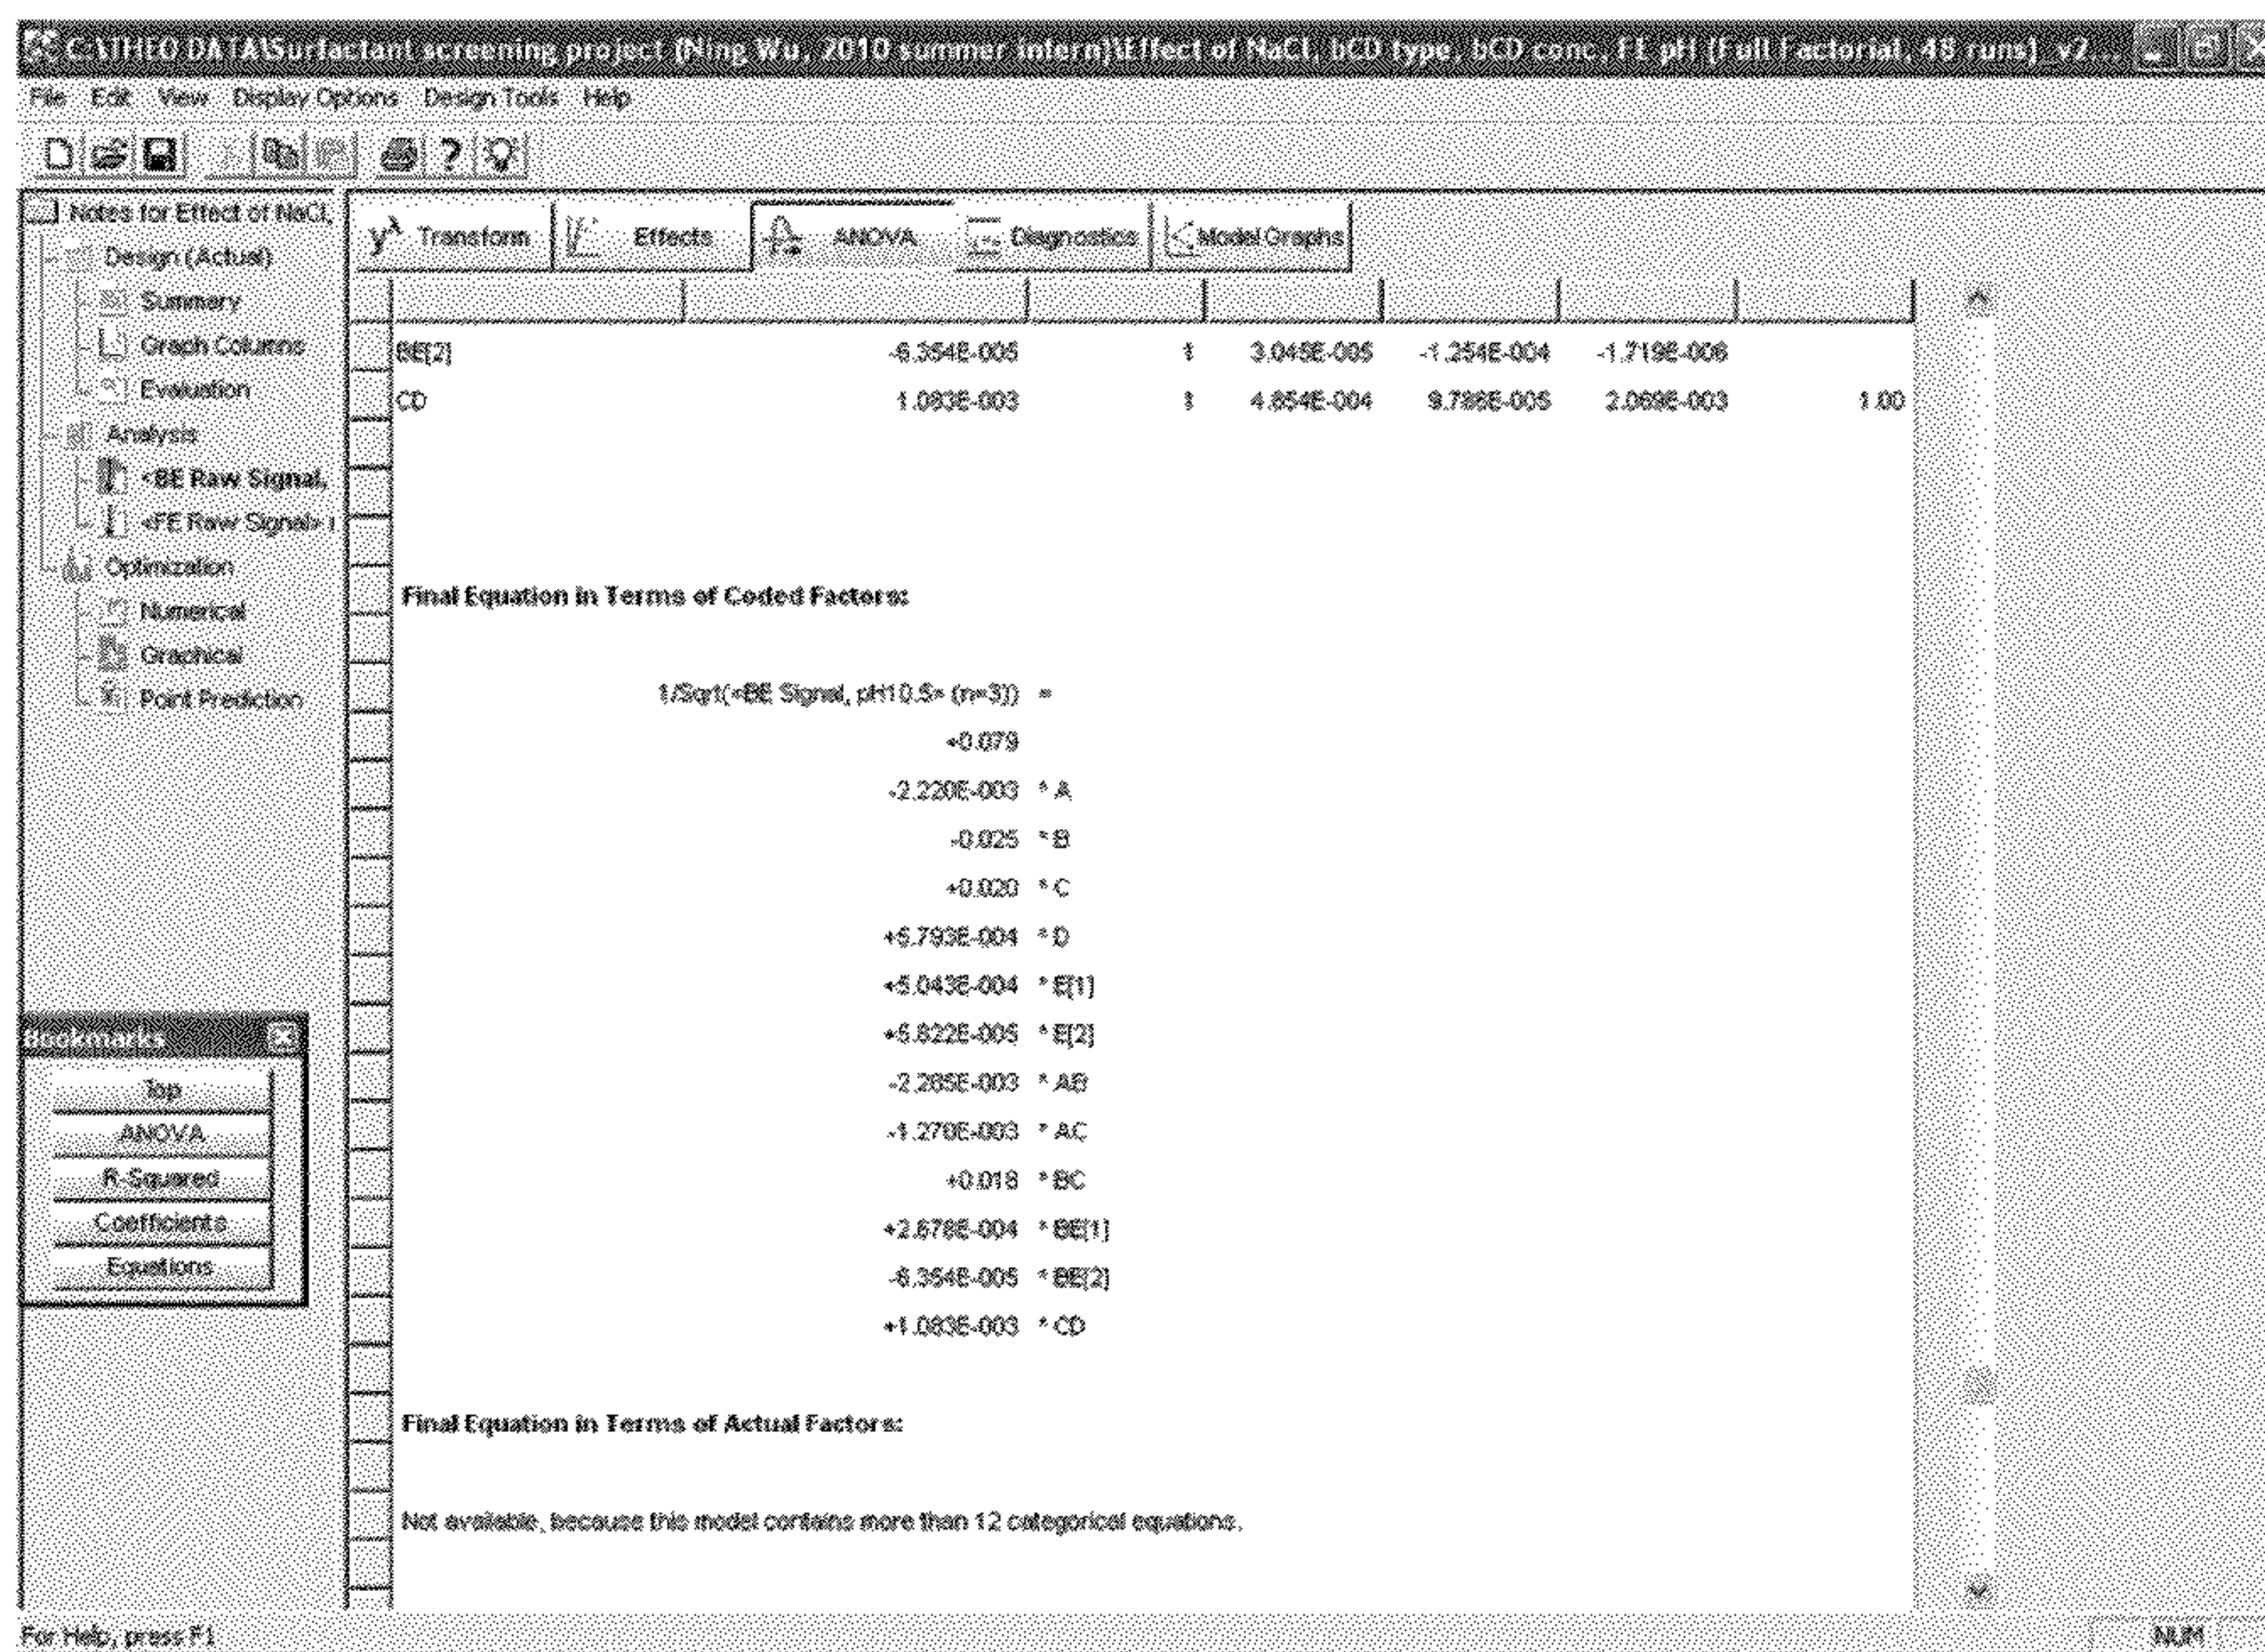 C:\THEO DATA\Surfactant screening project (Ning Wu, 2010 summer intern)\Effect of NaCl, bCD type, bCD conc, F1 pH (Full Factorial, 48 runs)_v2...
File Edit View Display Options Design Tools Help
Notes for Effect of NaCl,
Design (Actual)
Summary
Graph Columns
Evaluation
Analysis
<BE Raw Signal,
<FE Raw Signal>
Optimization
Numerical
Graphical
Point Prediction
yλ Transform Effects ANOVA Diagnostics Model Graphs
BE[2] -6.354E-005 1 3.045E-005 -1.254E-004 -1.719E-006
CD 1.083E-003 1 4.854E-004 9.786E-005 2.069E-003 1.00
Final Equation in Terms of Coded Factors:
1/Sqrt(<BE Signal, pH10.5> (n=3)) =
+0.079
-2.220E-003 * A
-0.025 * B
+0.020 * C
+5.793E-004 * D
+5.043E-004 * E[1]
+5.822E-005 * E[2]
-2.285E-003 * AB
-1.270E-003 * AC
+0.018 * BC
+2.678E-004 * BE[1]
-6.354E-005 * BE[2]
+1.083E-003 * CD
Final Equation in Terms of Actual Factors:
Not available, because this model contains more than 12 categorical equations.
Bookmarks
Top
ANOVA
R-Squared
Coefficients
Equations
For Help, press F1
NUM